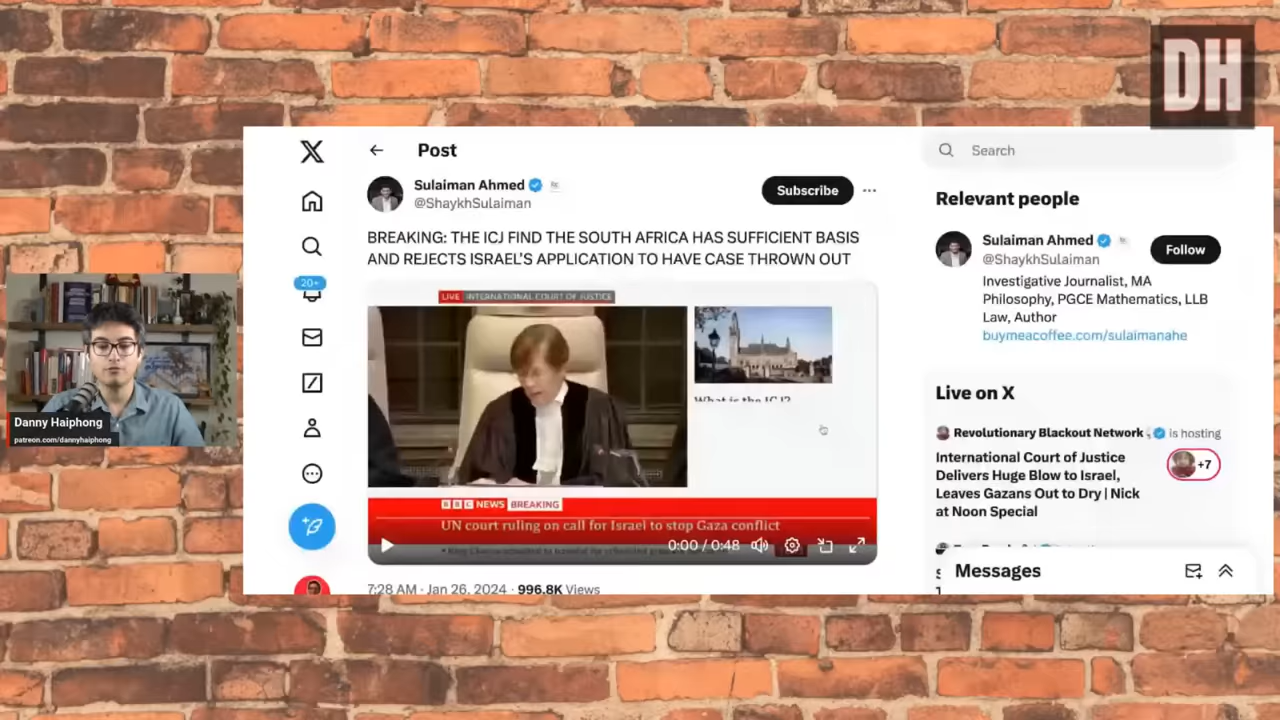 DH
X
Post
Search
Sulaiman Ahmed
@ShaykhSulaiman
Subscribe
BREAKING: THE ICJ FIND THE SOUTH AFRICA HAS SUFFICIENT BASIS
AND REJECTS ISRAEL'S APPLICATION TO HAVE CASE THROWN OUT
20+
LIVE INTERNATIONAL COURT OF JUSTICE
What is the ICJ?
BBC NEWS BREAKING
UN court ruling on call for Israel to stop Gaza conflict
0:00 / 0:48
7:28 AM · Jan 26, 2024 · 996.8K Views
Relevant people
Sulaiman Ahmed
@ShaykhSulaiman
Follow
Investigative Journalist, MA
Philosophy, PGCE Mathematics, LLB
Law, Author
buymeacoffee.com/sulaimanahe
Live on X
Revolutionary Blackout Network is hosting
International Court of Justice
Delivers Huge Blow to Israel,
Leaves Gazans Out to Dry | Nick
at Noon Special
+7
Messages
Danny Haiphong
patreon.com/dannyhaiphong